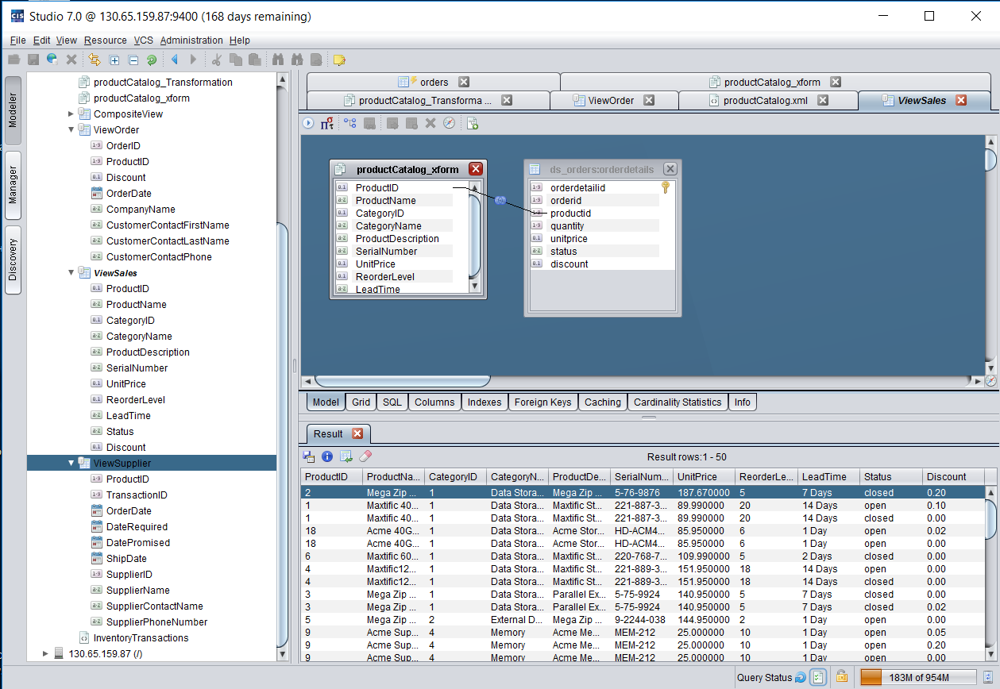 CIS Studio 7.0 @ 130.65.159.87:9400 (168 days remaining)
File Edit View Resource VCS Administration Help
Modeler
Manager
Discovery
productCatalog_Transformation
productCatalog_xform
CompositeView
ViewOrder
OrderID
ProductID
Discount
OrderDate
CompanyName
CustomerContactFirstName
CustomerContactLastName
CustomerContactPhone
ViewSales
ProductID
ProductName
CategoryID
CategoryName
ProductDescription
SerialNumber
UnitPrice
ReorderLevel
LeadTime
Status
Discount
ViewSupplier
ProductID
TransactionID
OrderDate
DateRequired
DatePromised
ShipDate
SupplierID
SupplierName
SupplierContactName
SupplierPhoneNumber
InventoryTransactions
130.65.159.87 (/)
orders productCatalog_xform
productCatalog_Transforma ... ViewOrder productCatalog.xml ViewSales
productCatalog_xform
ProductID
ProductName
CategoryID
CategoryName
ProductDescription
SerialNumber
UnitPrice
ReorderLevel
LeadTime
ds_orders:orderdetails
orderdetailid
orderid
productid
quantity
unitprice
status
discount
Model Grid SQL Columns Indexes Foreign Keys Caching Cardinality Statistics Info
Result
Result rows:1 - 50
ProductID ProductNa... CategoryID CategoryN... ProductDe... SerialNum... UnitPrice ReorderLe... LeadTime Status Discount
2 Mega Zip ... 1 Data Stora... Mega Zip ... 5-76-9876 187.670000 5 7 Days closed 0.20
1 Maxtific 40... 1 Data Stora... Maxtific St... 221-887-3... 89.990000 20 14 Days open 0.10
1 Maxtific 40... 1 Data Stora... Maxtific St... 221-887-3... 89.990000 20 14 Days closed 0.00
18 Acme 40G... 1 Data Stora... Acme Stor... HD-ACM4... 85.950000 6 1 Day open 0.02
18 Acme 40G... 1 Data Stora... Acme Stor... HD-ACM4... 85.950000 6 1 Day open 0.00
6 Maxtific 60... 1 Data Stora... Maxtific St... 220-768-7... 109.990000 5 2 Days closed 0.00
4 Maxtific12... 1 Data Stora... Maxtific St... 221-889-3... 151.950000 18 14 Days open 0.00
4 Maxtific12... 1 Data Stora... Maxtific St... 221-889-3... 151.950000 18 14 Days closed 0.00
3 Mega Zip ... 1 Data Stora... Parallel Ex... 5-75-9924 140.950000 5 7 Days closed 0.00
3 Mega Zip ... 1 Data Stora... Parallel Ex... 5-75-9924 140.950000 5 7 Days closed 0.02
5 Mega Zip ... 2 External D... Mega Zip ... 9-2244-038 144.950000 2 1 Day open 0.00
9 Acme Sup... 4 Memory Acme Me... MEM-212 25.000000 10 1 Day open 0.05
9 Acme Sup... 4 Memory Acme Me... MEM-212 25.000000 10 1 Day open 0.20
9 Acme Sup... 4 Memory Acme Me... MEM-212 25.000000 10 1 Day open 0.00
Query Status 183M of 954M